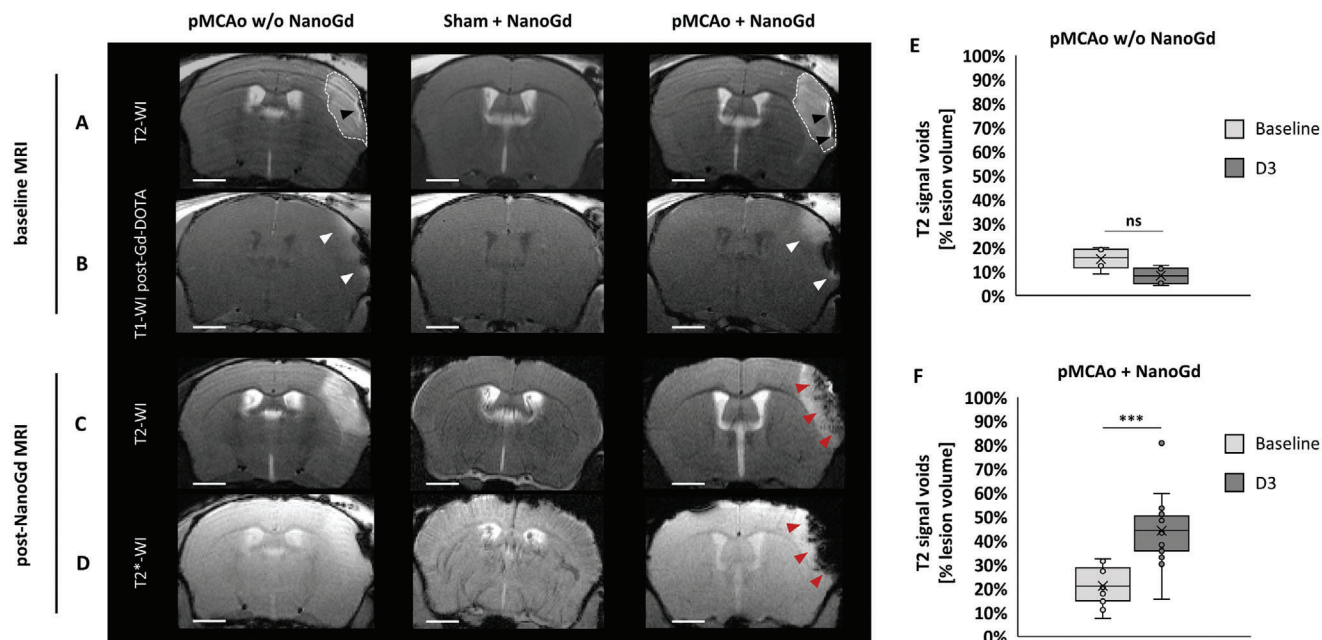 pMCAo w/o NanoGd
Sham + NanoGd
pMCAo + NanoGd
baseline MRI
A
T2-WI
B
T1-WI post-Gd-DOTA
post-NanoGd MRI
C
T2-WI
D
T2*-WI
E
pMCAo w/o NanoGd
T2 signal voids
[% lesion volume]
100%
90%
80%
70%
60%
50%
40%
30%
20%
10%
0%
ns
Baseline
D3
F
pMCAo + NanoGd
T2 signal voids
[% lesion volume]
100%
90%
80%
70%
60%
50%
40%
30%
20%
10%
0%
***
Baseline
D3